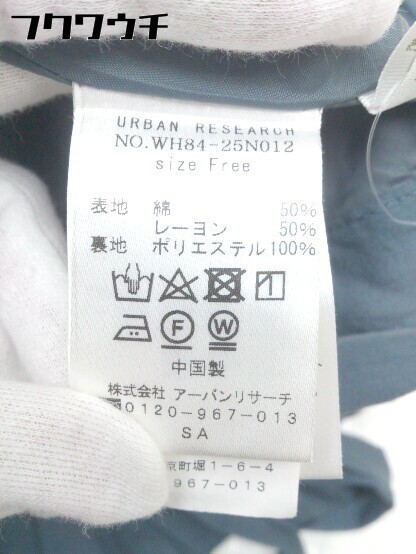 フクワウチ
URBAN RESEARCH
NO.WH84-25N012
size Free
表地 綿 50%
レーヨン 50%
裏地 ポリエステル100%
F W
中国製
株式会社 アーバンリサーチ
0120-967-013
SA
京町堀1-6-4
967-013